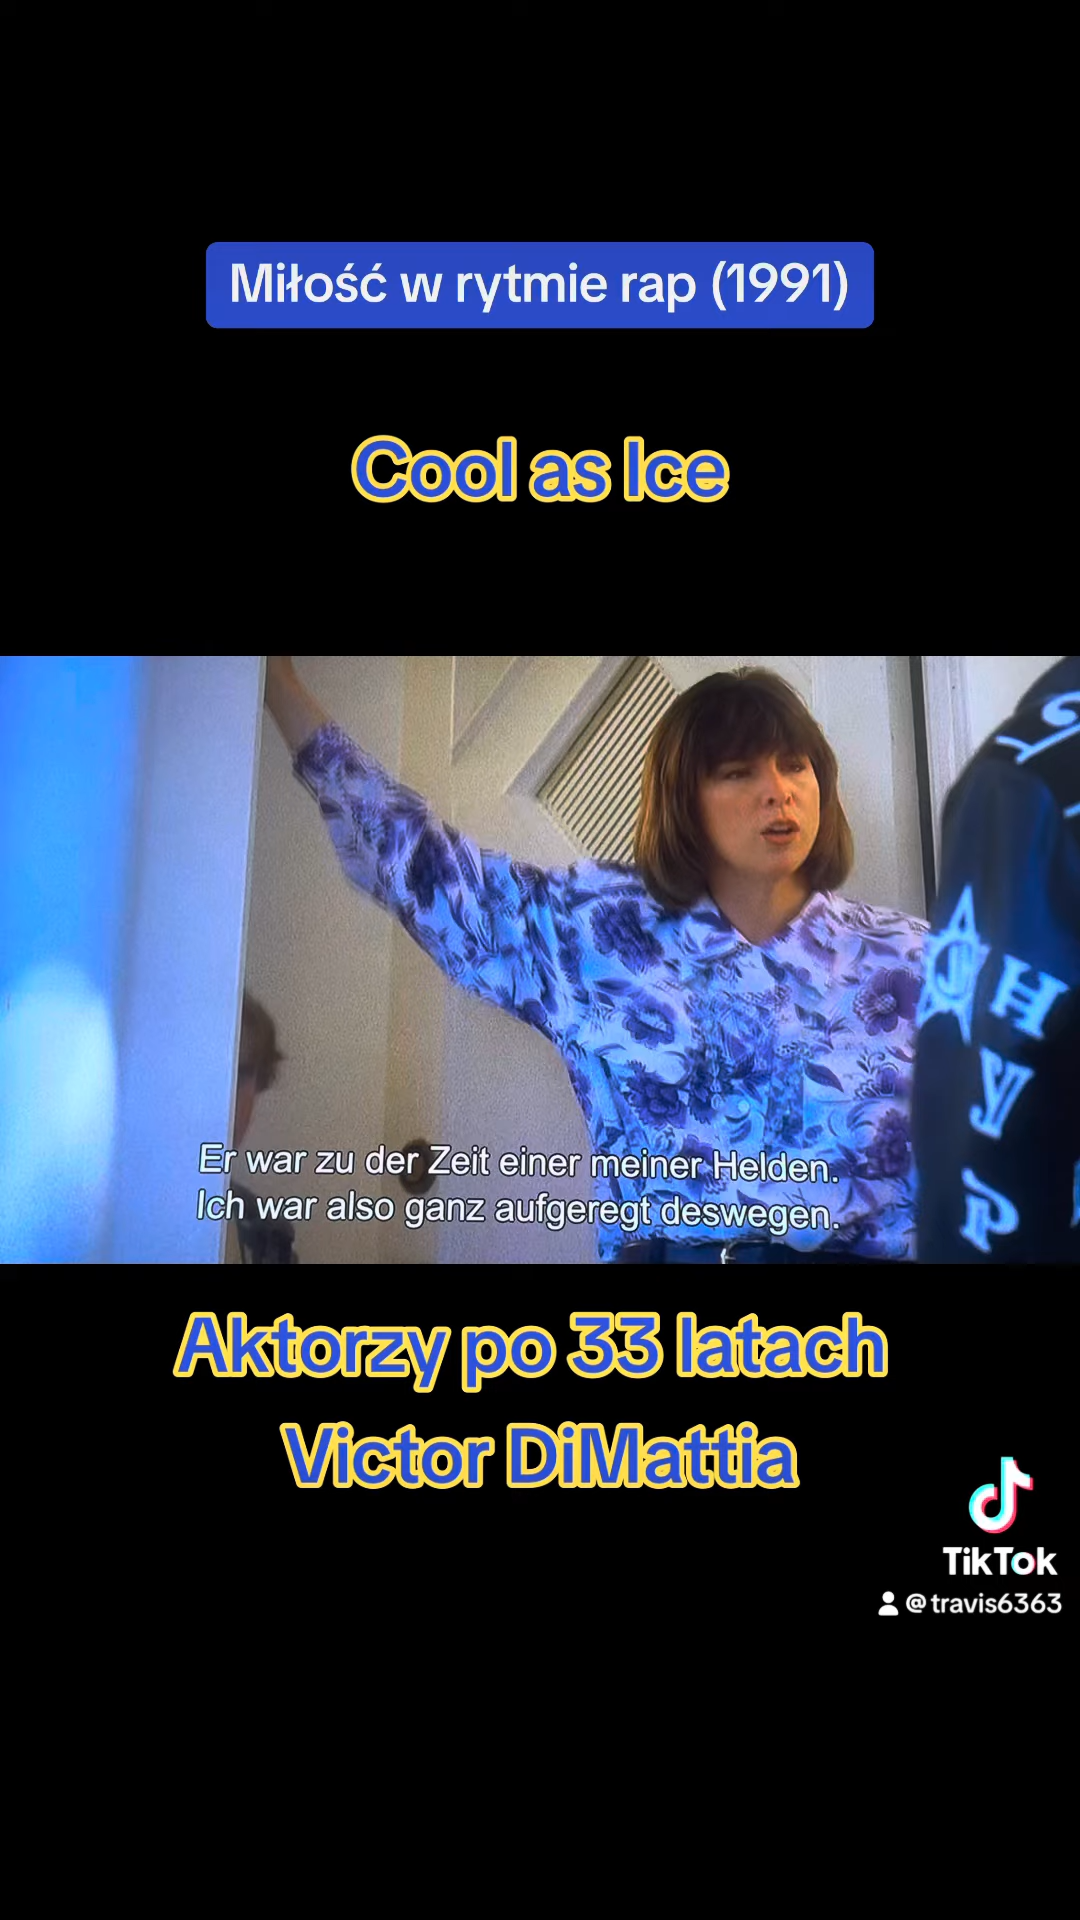 Miłość w rytmie rap (1991)
Cool as Ice
H
y
p
Er war zu der Zeit einer meiner Helden.
Ich war also ganz aufgeregt deswegen.
Aktorzy po 33 latach
Victor DiMattia
TikTok
@travis6363